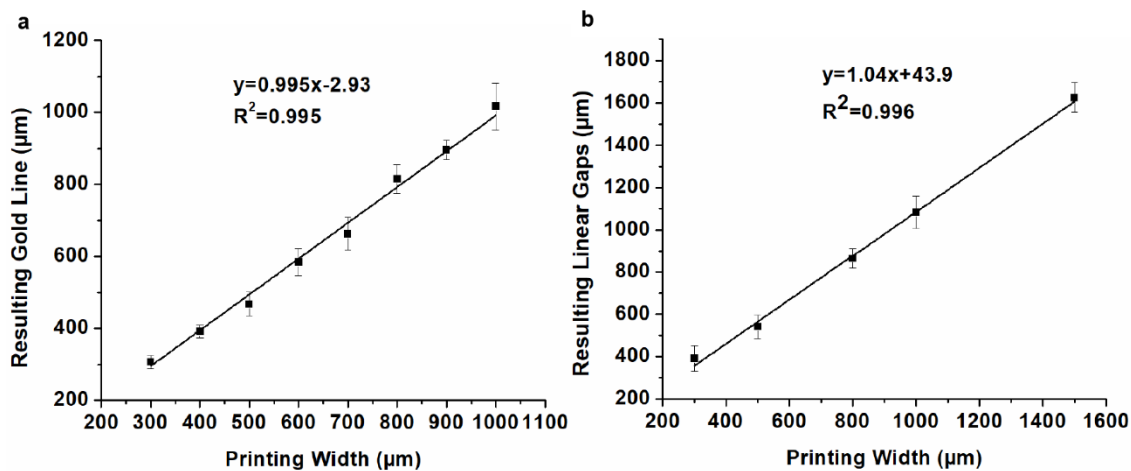 a
y=0.995x-2.93
R²=0.995
Resulting Gold Line (µm)
1200
1000
800
600
400
200
200 300 400 500 600 700 800 900 1000 1100
Printing Width (µm)
b
y=1.04x+43.9
R²=0.996
Resulting Linear Gaps (µm)
1800
1600
1400
1200
1000
800
600
400
200
200 400 600 800 1000 1200 1400 1600
Printing Width (µm)